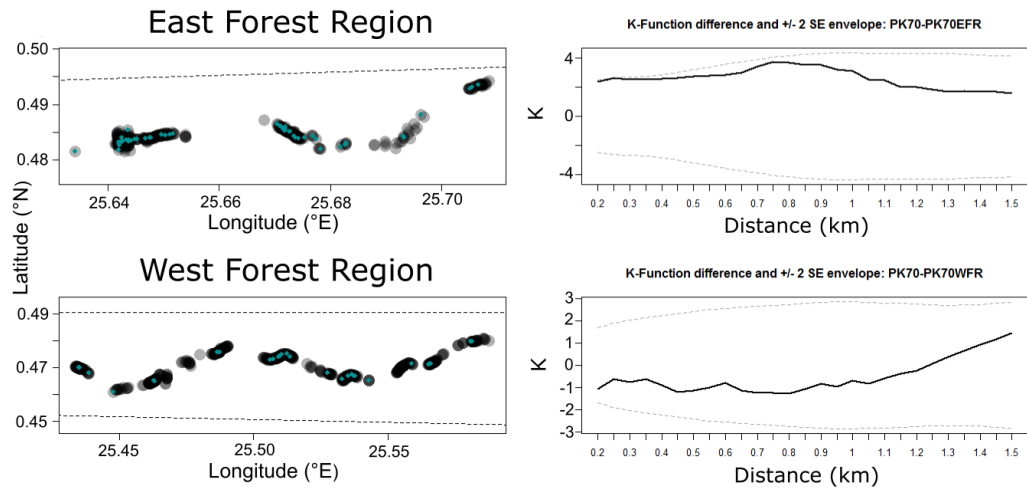 East Forest Region
K-Function difference and +/- 2 SE envelope: PK70-PK70EFR
0.50
0.49
0.48
25.64 25.66 25.68 25.70
Longitude (°E)
Latitude (°N)
4
0
-4
K
0.2 0.3 0.4 0.5 0.6 0.7 0.8 0.9 1 1.1 1.2 1.3 1.4 1.5
Distance (km)
West Forest Region
K-Function difference and +/- 2 SE envelope: PK70-PK70WFR
0.49
0.47
0.45
25.45 25.50 25.55
Longitude (°E)
3
2
1
0
-1
-2
-3
K
0.2 0.3 0.4 0.5 0.6 0.7 0.8 0.9 1 1.1 1.2 1.3 1.4 1.5
Distance (km)